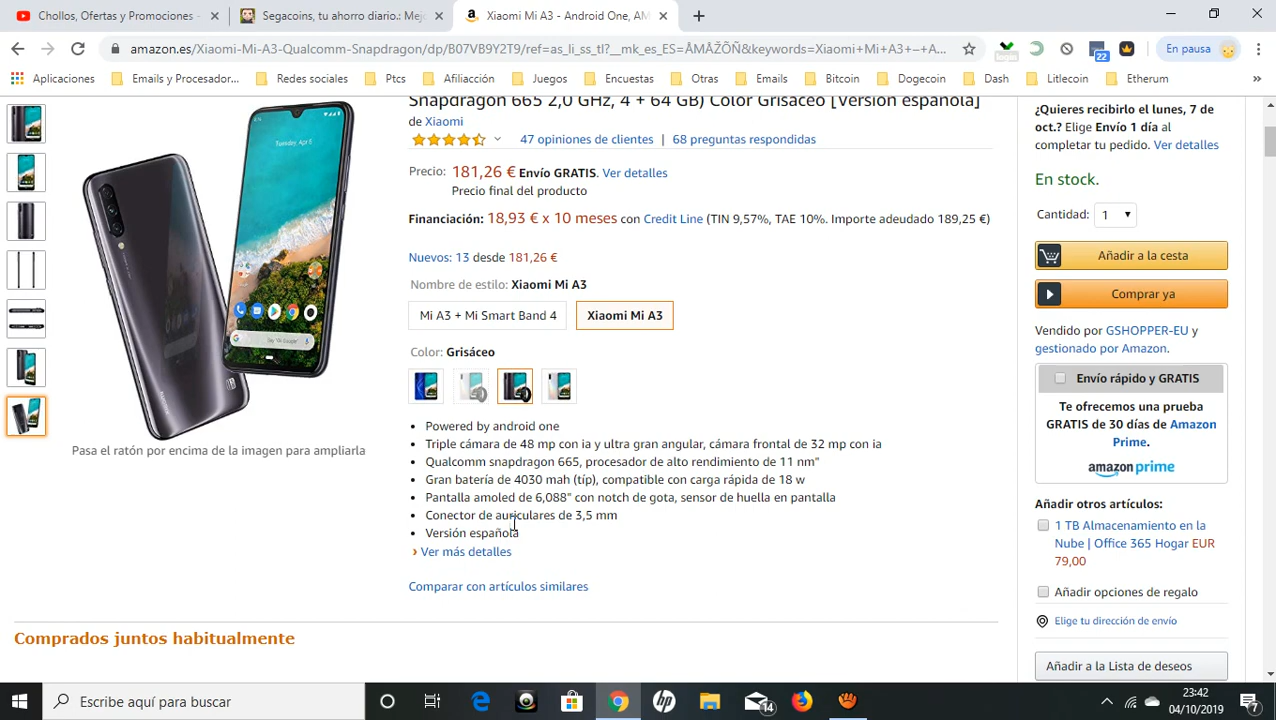 Chollos, Ofertas y Promociones -
Segacoins, tu ahorro diario.: Mej
Xiaomi Mi A3 - Android One, AM
En pausa
amazon.es/Xiaomi-Mi-A3-Qualcomm-Snapdragon/dp/B07VB9Y2T9/ref=as_li_ss_tl?__mk_es_ES=ÅMÅŽÕÑ&keywords=Xiaomi+Mi+A3+–+A...
22
Aplicaciones
Emails y Procesador...
Redes sociales
Ptcs
Afiliacción
Juegos
Encuestas
Otras
Emails
Bitcoin
Dogecoin
Dash
Litlecoin
Etherum
»
Snapdragon 665 2,0 GHz, 4 + 64 GB) Color Grisáceo [Versión española]
de Xiaomi
47 opiniones de clientes | 68 preguntas respondidas
Precio: 181,26 € Envío GRATIS. Ver detalles
Precio final del producto
Financiación: 18,93 € x 10 meses con Credit Line (TIN 9,57%, TAE 10%. Importe adeudado 189,25 €)
Nuevos: 13 desde 181,26 €
Nombre de estilo: Xiaomi Mi A3
Mi A3 + Mi Smart Band 4
Xiaomi Mi A3
Color: Grisáceo
• Powered by android one
• Triple cámara de 48 mp con ia y ultra gran angular, cámara frontal de 32 mp con ia
• Qualcomm snapdragon 665, procesador de alto rendimiento de 11 nm"
• Gran batería de 4030 mah (típ), compatible con carga rápida de 18 w
• Pantalla amoled de 6,088" con notch de gota, sensor de huella en pantalla
• Conector de auriculares de 3,5 mm
• Versión española
› Ver más detalles
Comparar con artículos similares
Pasa el ratón por encima de la imagen para ampliarla
Comprados juntos habitualmente
¿Quieres recibirlo el lunes, 7 de
oct.? Elige Envío 1 día al
completar tu pedido. Ver detalles
En stock.
Cantidad: 1
Añadir a la cesta
Comprar ya
Vendido por GSHOPPER-EU y
gestionado por Amazon.
Envío rápido y GRATIS
Te ofrecemos una prueba
GRATIS de 30 días de Amazon
Prime.
amazon prime
Añadir otros artículos:
1 TB Almacenamiento en la
Nube | Office 365 Hogar EUR
79,00
Añadir opciones de regalo
Elige tu dirección de envío
Añadir a la Lista de deseos
Escribe aquí para buscar
14
23:42
04/10/2019
7